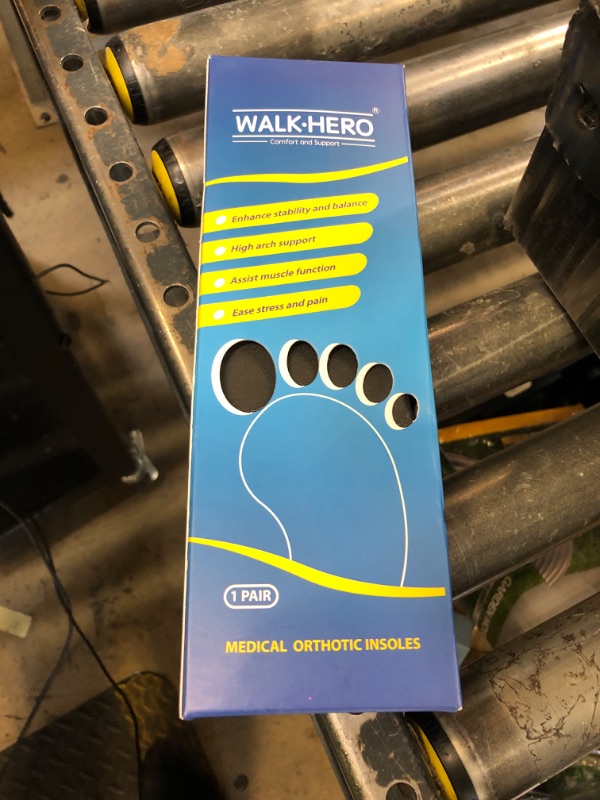 WALK·HERO®
Comfort and Support
Enhance stability and balance
High arch support
Assist muscle function
Ease stress and pain
1 PAIR
MEDICAL ORTHOTIC INSOLES